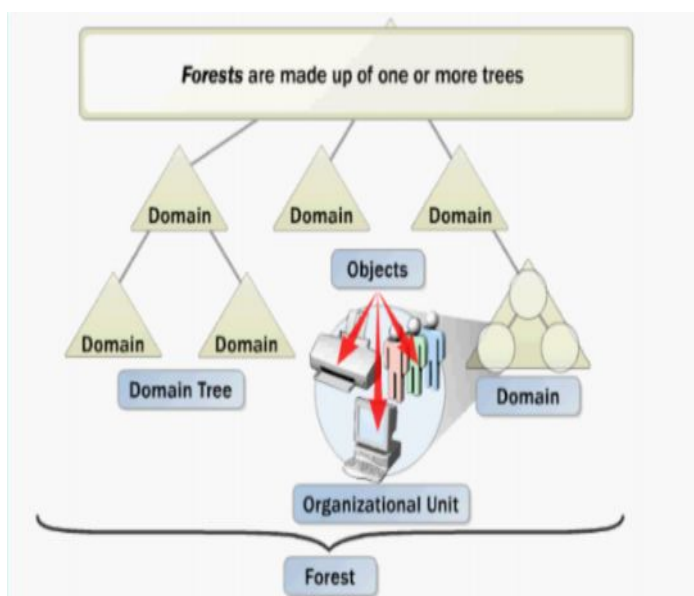 Forests are made up of one or more trees
Domain
Domain
Domain
Objects
Domain
Domain
Domain Tree
Domain
Organizational Unit
Forest